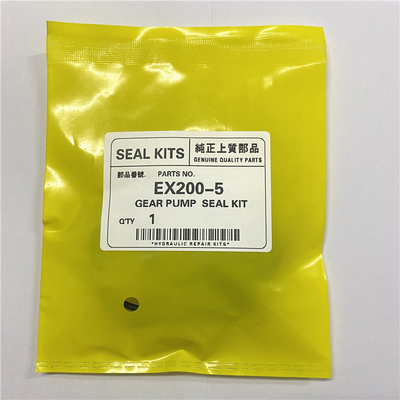 SEAL KITS
純正上質部品
GENUINE QUALITY PARTS
部品番號. PARTS NO.
EX200-5
GEAR PUMP SEAL KIT
Q'TY 1
"HYDRAULIC REPAIR KITS"